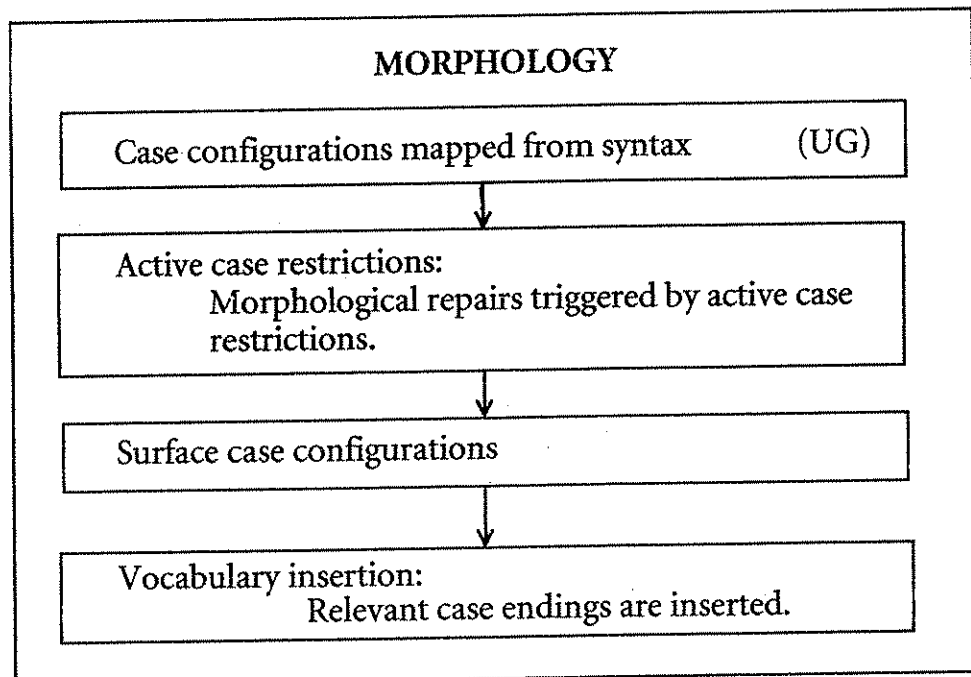 MORPHOLOGY
Case configurations mapped from syntax (UG)
Active case restrictions:
Morphological repairs triggered by active case
restrictions.
Surface case configurations
Vocabulary insertion:
Relevant case endings are inserted.